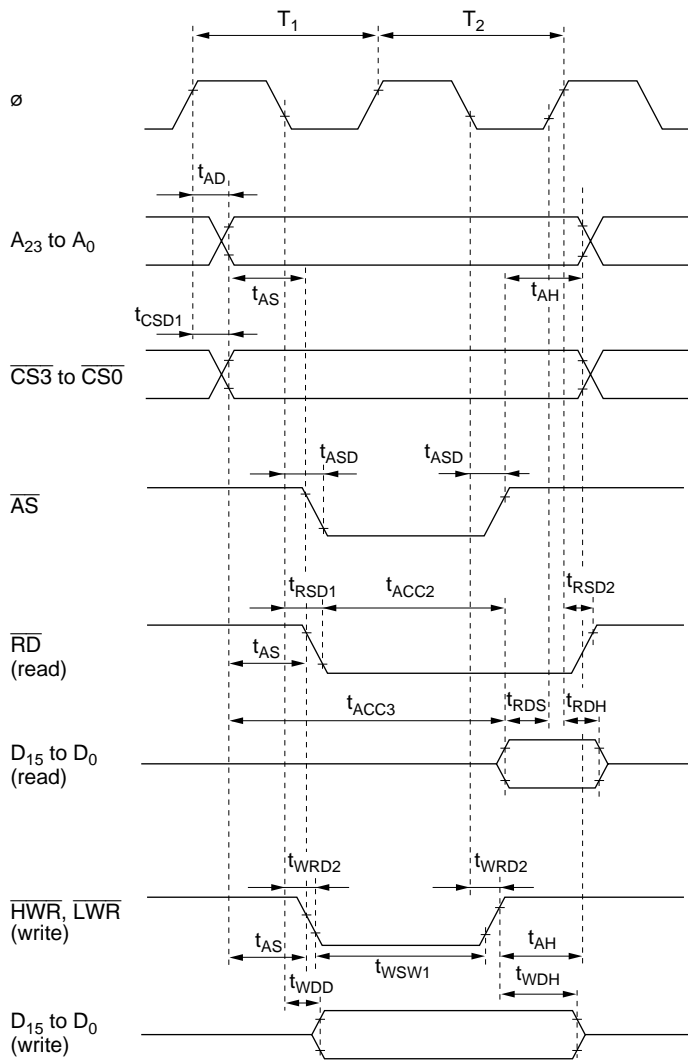 T1 T2
ø
tAD
A23 to A0
tAS tAH
tCSD1
CS3 to CS0
tASD tASD
AS
tRSD1 tACC2 tRSD2
RD
(read)
tAS
tACC3 tRDS tRDH
D15 to D0
(read)
tWRD2 tWRD2
HWR, LWR
(write)
tAS tWSW1 tAH
tWDD tWDH
D15 to D0
(write)